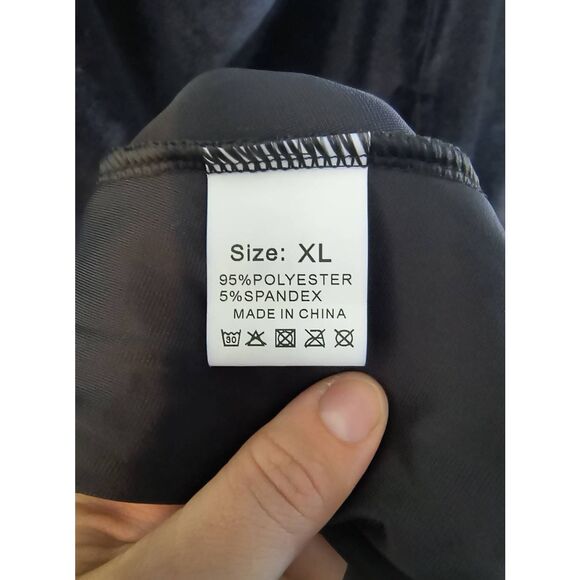 Size: XL
95%POLYESTER
5%SPANDEX
MADE IN CHINA
30